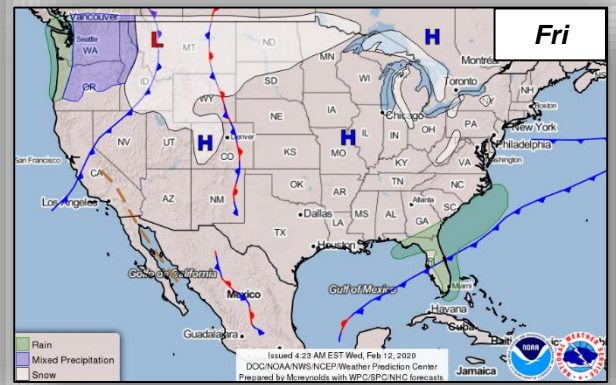 Fri
Vancouver
Seattle
WA
OR
ID
MT
ND
SD
MN
WI
WY
NE
IA
IL
IN
OH
PA
NY
NH
Montréal
Toronto
Boston
New York
Philadelphia
Washington
Chicago
L
H
H
H
NV
UT
CO
Denver
KS
MO
KY
VA
San Francisco
CA
Los Angeles
AZ
NM
OK
AR
TN
NC
SC
Atlanta
MS
AL
GA
LA
TX
Dallas
Houston
FL
Miami
Golfo de California
Gulf of Mexico
Mexico
Havana
Cuba
Guadalajara
Jamaica
Rain
Mixed Precipitation
Snow
Issued 4:23 AM EST Wed, Feb 12, 2020
DOC/NOAA/NWS/NCEP/Weather Prediction Center
Prepared by Mcreynolds with WPC/SPC/NHC forecasts.
NOAA